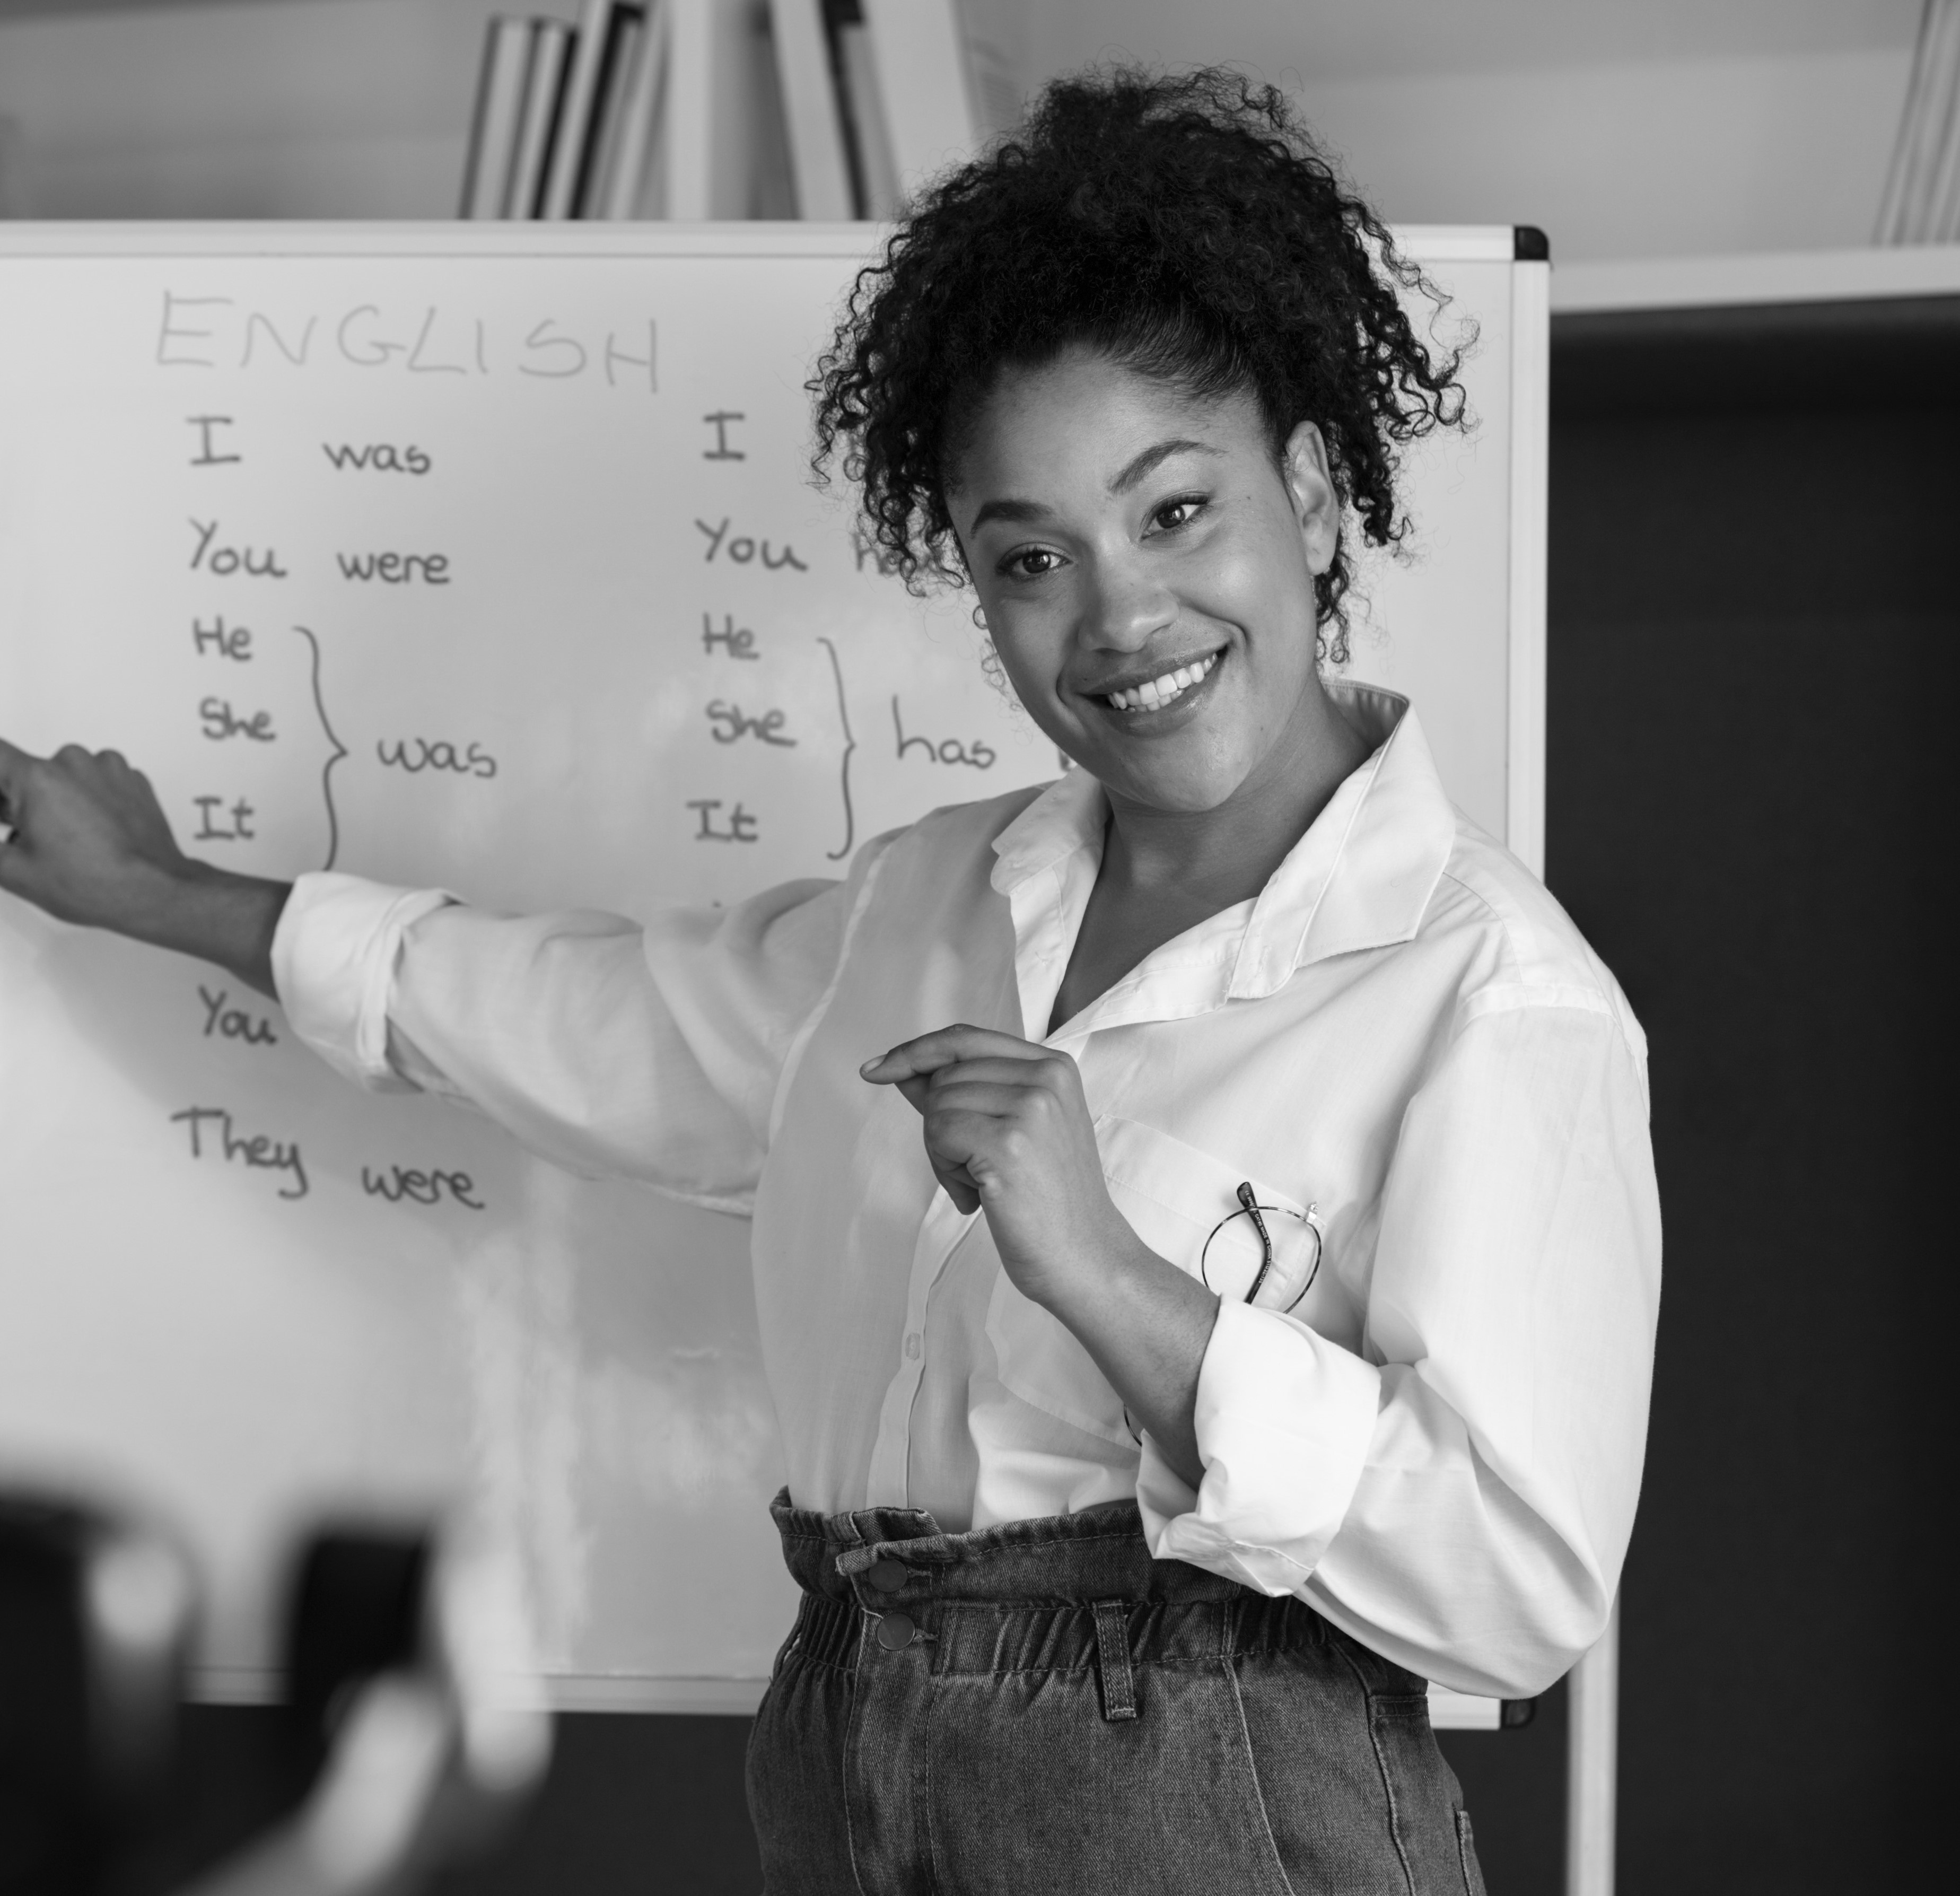 ENGLISH
I was
You were
He
She
It
was
You
They were
I
You
He
She
It
has